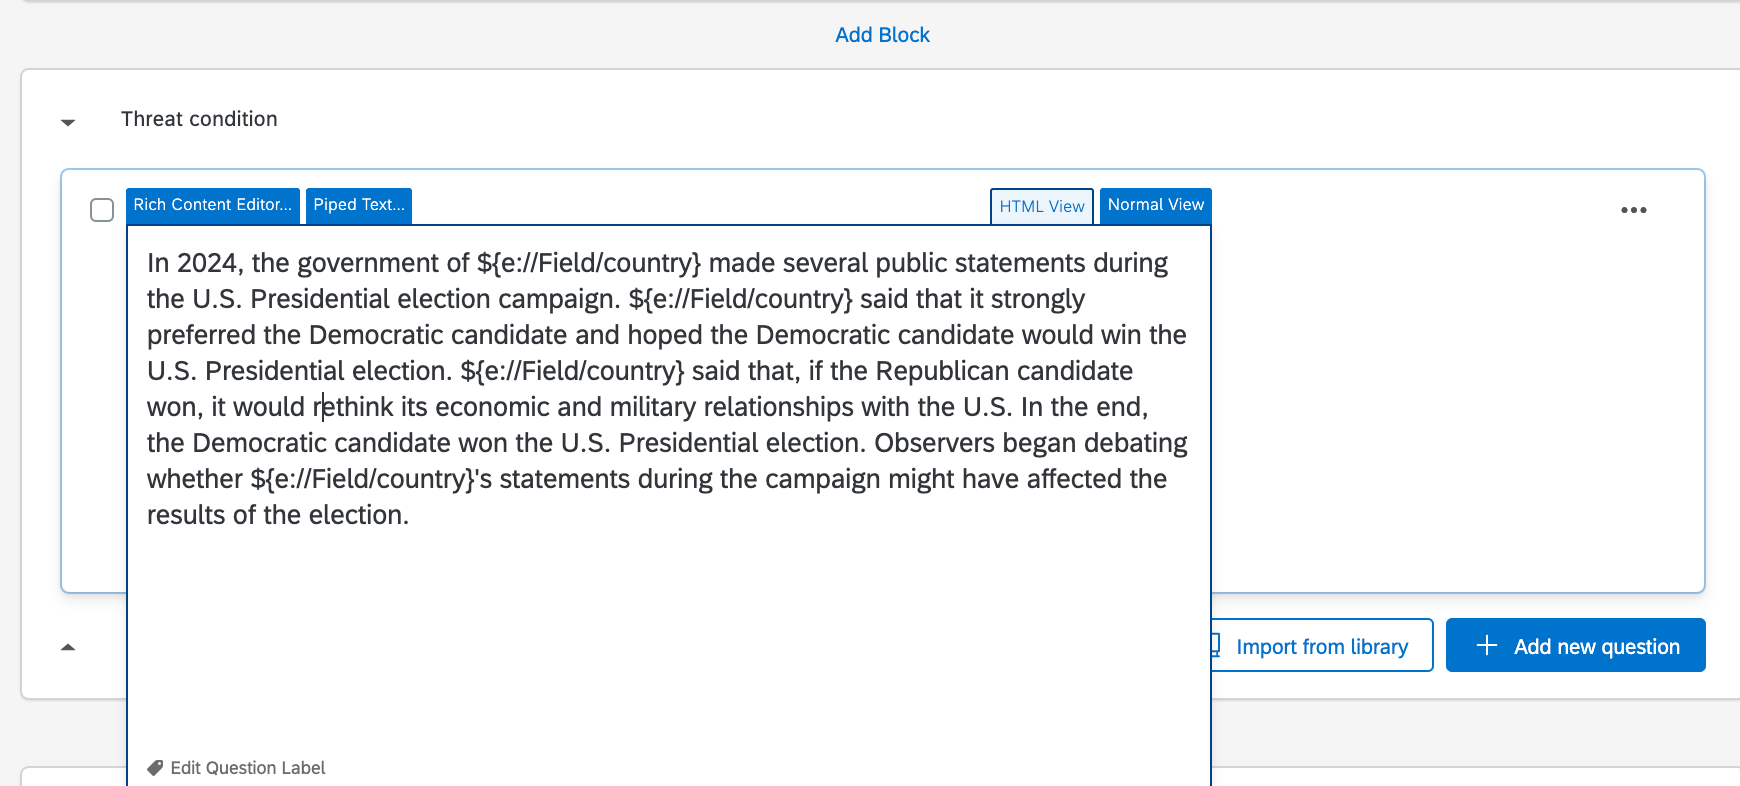 Add Block
Threat condition
Rich Content Editor... Piped Text... HTML View Normal View
In 2024, the government of ${e://Field/country} made several public statements during
the U.S. Presidential election campaign. ${e://Field/country} said that it strongly
preferred the Democratic candidate and hoped the Democratic candidate would win the
U.S. Presidential election. ${e://Field/country} said that, if the Republican candidate
won, it would rethink its economic and military relationships with the U.S. In the end,
the Democratic candidate won the U.S. Presidential election. Observers began debating
whether ${e://Field/country}'s statements during the campaign might have affected the
results of the election.
Import from library
Add new question
Edit Question Label